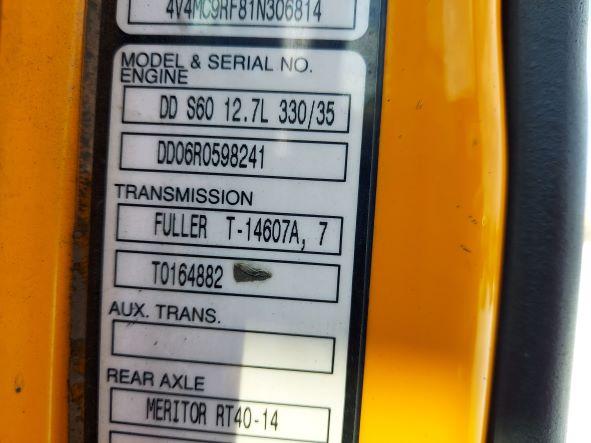 4V4MC9RF81N306814
MODEL & SERIAL NO.
ENGINE
DD S60 12.7L 330/35
DD06R0598241
TRANSMISSION
FULLER T-14607A, 7
T0164882
AUX. TRANS.
REAR AXLE
MERITOR RT40-14